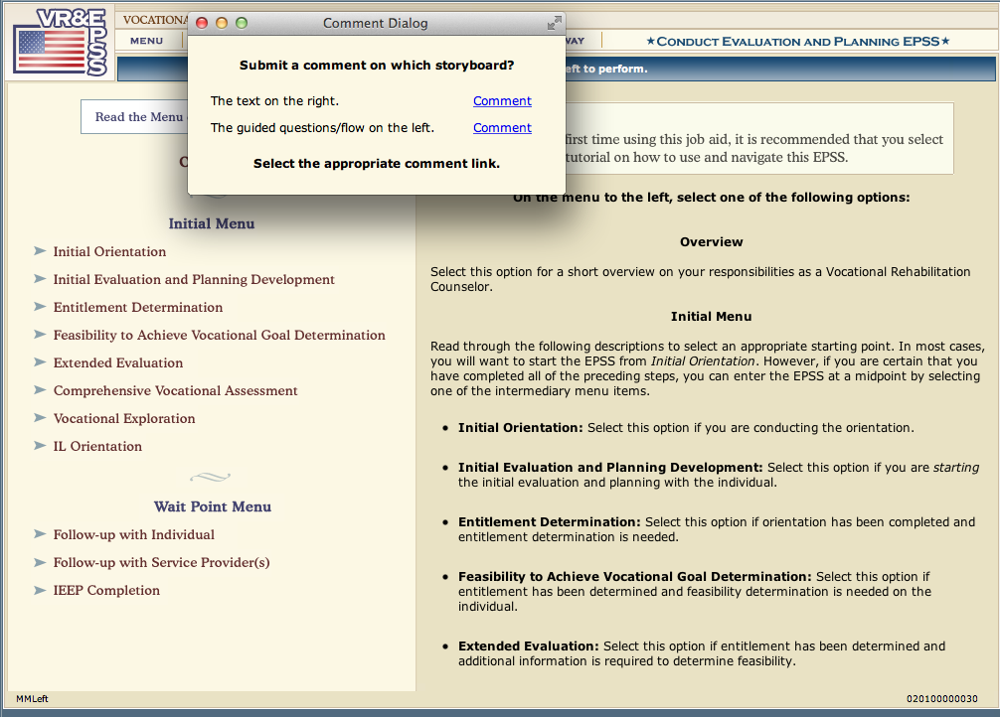 VR&E
EPSS
VOCATIONA
MENU
WAY
★CONDUCT EVALUATION AND PLANNING EPSS★
eft to perform.
Comment Dialog
Submit a comment on which storyboard?
The text on the right. Comment
The guided questions/flow on the left. Comment
Select the appropriate comment link.
Read the Menu
O
Initial Menu
Initial Orientation
Initial Evaluation and Planning Development
Entitlement Determination
Feasibility to Achieve Vocational Goal Determination
Extended Evaluation
Comprehensive Vocational Assessment
Vocational Exploration
IL Orientation
Wait Point Menu
Follow-up with Individual
Follow-up with Service Provider(s)
IEEP Completion
first time using this job aid, it is recommended that you select
tutorial on how to use and navigate this EPSS.
On the menu to the left, select one of the following options:
Overview
Select this option for a short overview on your responsibilities as a Vocational Rehabilitation
Counselor.
Initial Menu
Read through the following descriptions to select an appropriate starting point. In most cases,
you will want to start the EPSS from Initial Orientation. However, if you are certain that you
have completed all of the preceding steps, you can enter the EPSS at a midpoint by selecting
one of the intermediary menu items.
• Initial Orientation: Select this option if you are conducting the orientation.
• Initial Evaluation and Planning Development: Select this option if you are starting
the initial evaluation and planning with the individual.
• Entitlement Determination: Select this option if orientation has been completed and
entitlement determination is needed.
• Feasibility to Achieve Vocational Goal Determination: Select this option if
entitlement has been determined and feasibility determination is needed on the
individual.
• Extended Evaluation: Select this option if entitlement has been determined and
additional information is required to determine feasibility.
MMLeft
020100000030